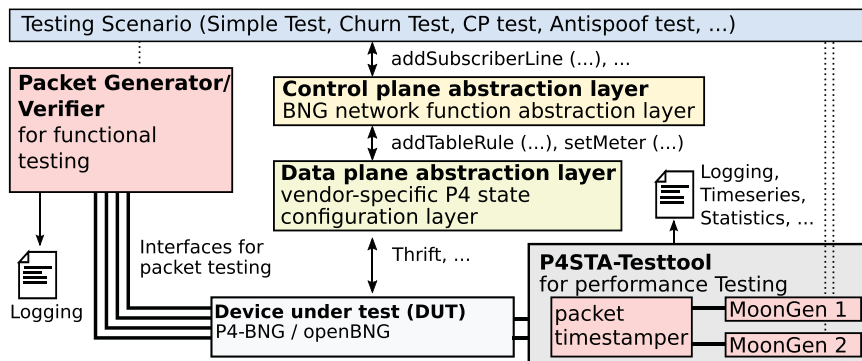 Testing Scenario (Simple Test, Churn Test, CP test, Antispoof test, ...)
addSubscriberLine (...), ...
Packet Generator/
Verifier
for functional
testing
Control plane abstraction layer
BNG network function abstraction layer
addTableRule (...), setMeter (...)
Data plane abstraction layer
vendor-specific P4 state
configuration layer
Logging,
Timeseries,
Statistics, ...
Interfaces for
packet testing
Thrift, ...
Logging
P4STA-Testtool
for performance Testing
Device under test (DUT)
P4-BNG / openBNG
packet
timestamper
MoonGen 1
MoonGen 2